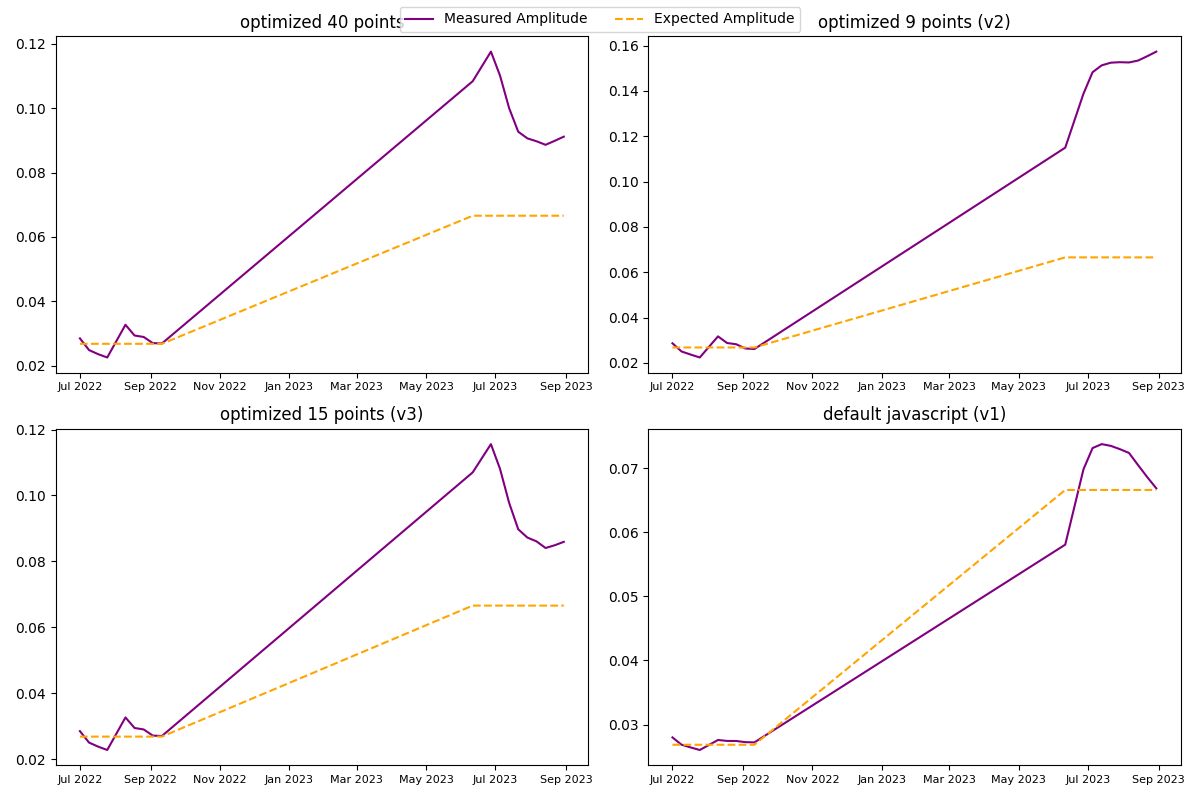 Measured Amplitude Expected Amplitude
optimized 40 points
0.12
0.10
0.08
0.06
0.04
0.02
Jul 2022 Sep 2022 Nov 2022 Jan 2023 Mar 2023 May 2023 Jul 2023 Sep 2023
optimized 9 points (v2)
0.16
0.14
0.12
0.10
0.08
0.06
0.04
0.02
Jul 2022 Sep 2022 Nov 2022 Jan 2023 Mar 2023 May 2023 Jul 2023 Sep 2023
optimized 15 points (v3)
0.12
0.10
0.08
0.06
0.04
0.02
Jul 2022 Sep 2022 Nov 2022 Jan 2023 Mar 2023 May 2023 Jul 2023 Sep 2023
default javascript (v1)
0.07
0.06
0.05
0.04
0.03
Jul 2022 Sep 2022 Nov 2022 Jan 2023 Mar 2023 May 2023 Jul 2023 Sep 2023